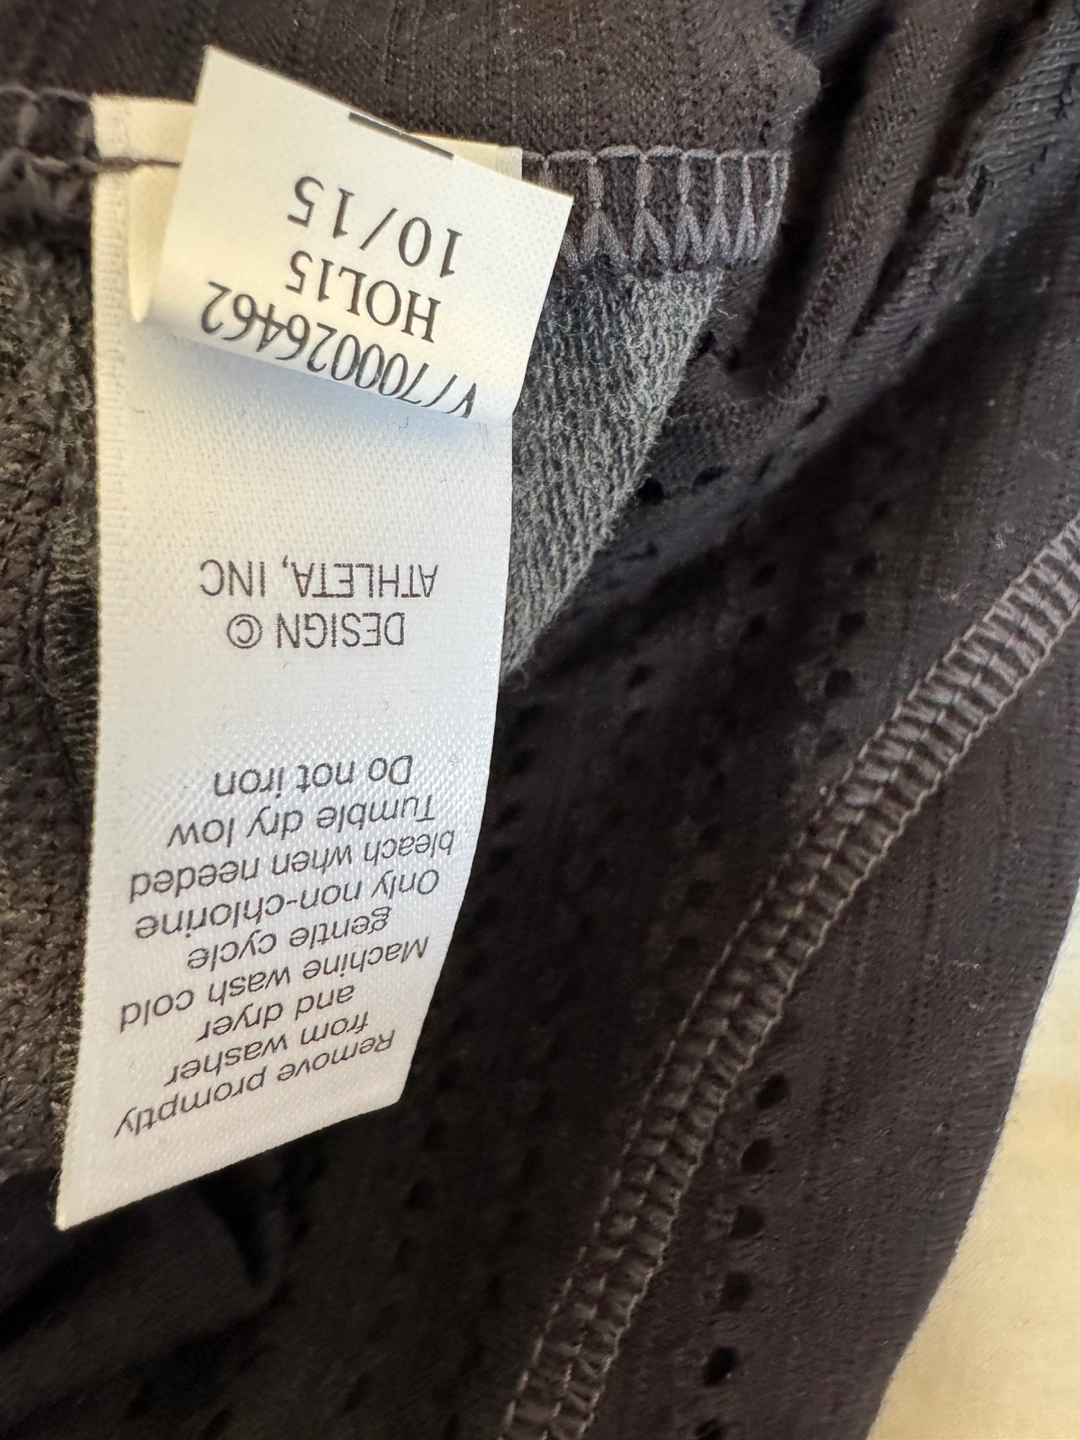 V/700026462
HOL15
10/15
DESIGN ©
ATHLETA, INC
Do not iron
Tumble dry low
bleach when needed
Only non-chlorine
gentle cycle
Machine wash cold
and dryer
from washer
Remove promptly